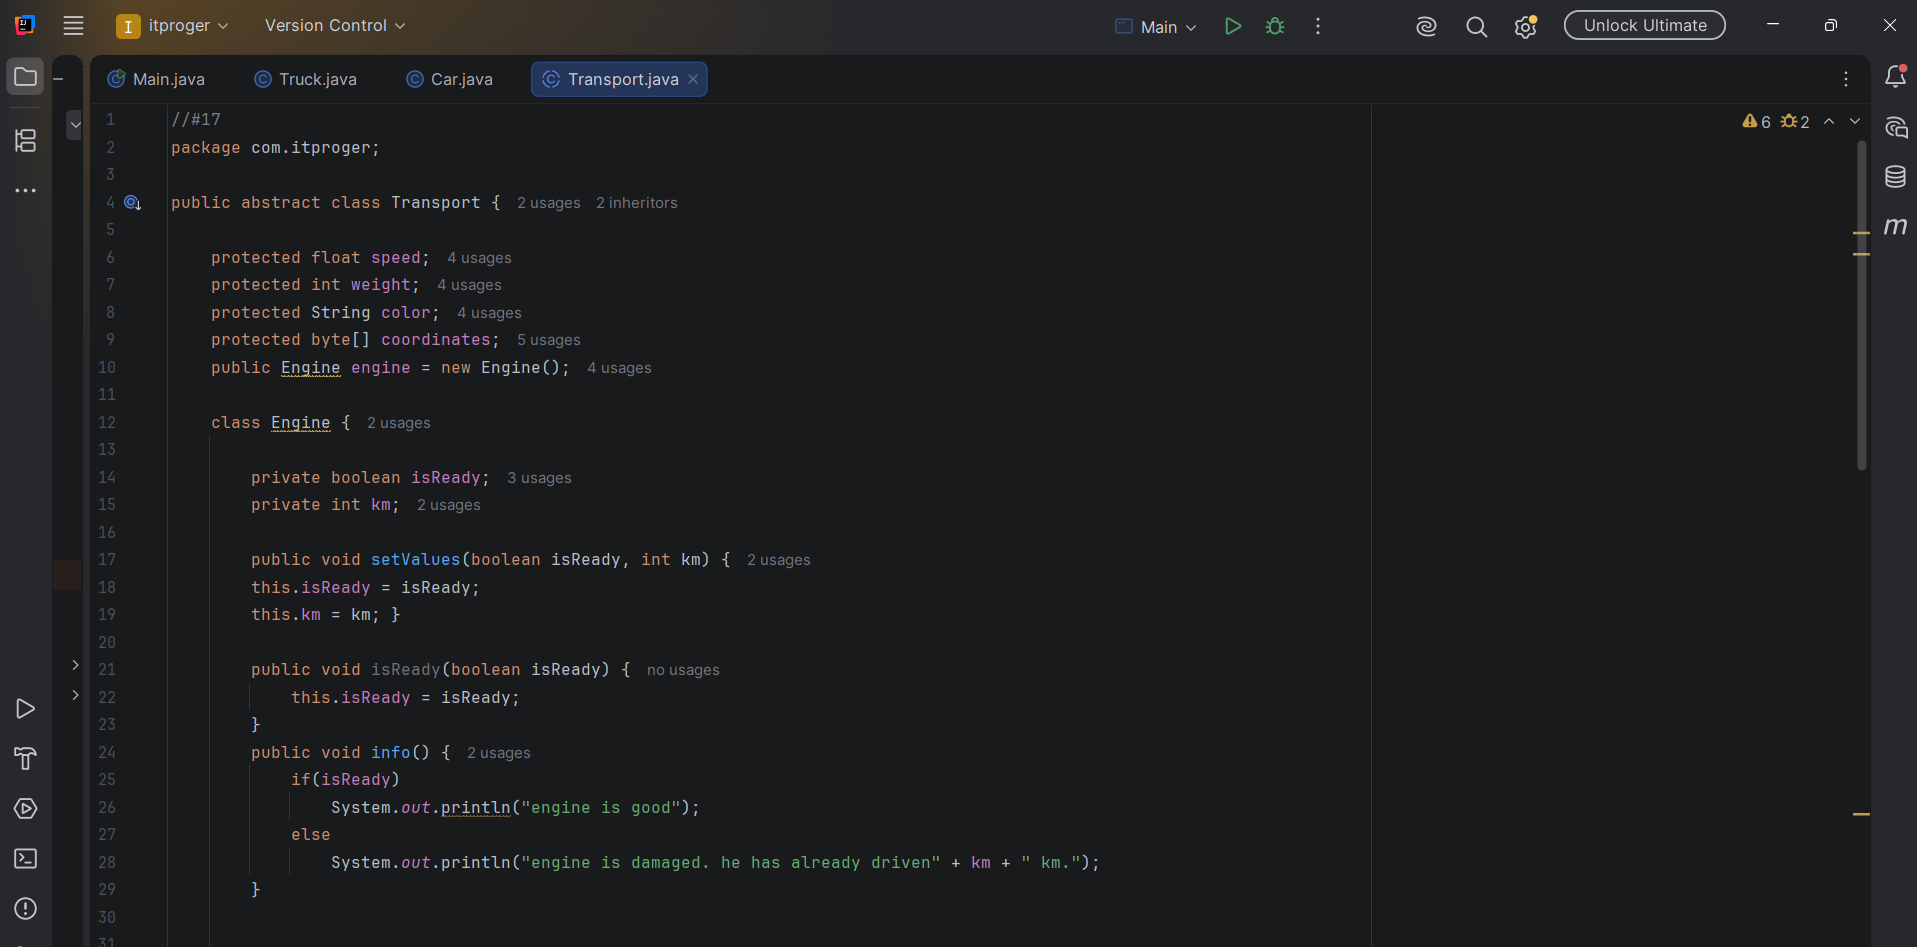 I itproger Version Control Main Unlock Ultimate
Main.java Truck.java Car.java Transport.java
6 2
1 //#17
2 package com.itproger;
3
4 public abstract class Transport { 2 usages 2 inheritors
5
6 protected float speed; 4 usages
7 protected int weight; 4 usages
8 protected String color; 4 usages
9 protected byte[] coordinates; 5 usages
10 public Engine engine = new Engine(); 4 usages
11
12 class Engine { 2 usages
13
14 private boolean isReady; 3 usages
15 private int km; 2 usages
16
17 public void setValues(boolean isReady, int km) { 2 usages
18 this.isReady = isReady;
19 this.km = km; }
20
21 public void isReady(boolean isReady) { no usages
22 this.isReady = isReady;
23 }
24 public void info() { 2 usages
25 if(isReady)
26 System.out.println("engine is good");
27 else
28 System.out.println("engine is damaged. he has already driven" + km + " km.");
29 }
30
31
m